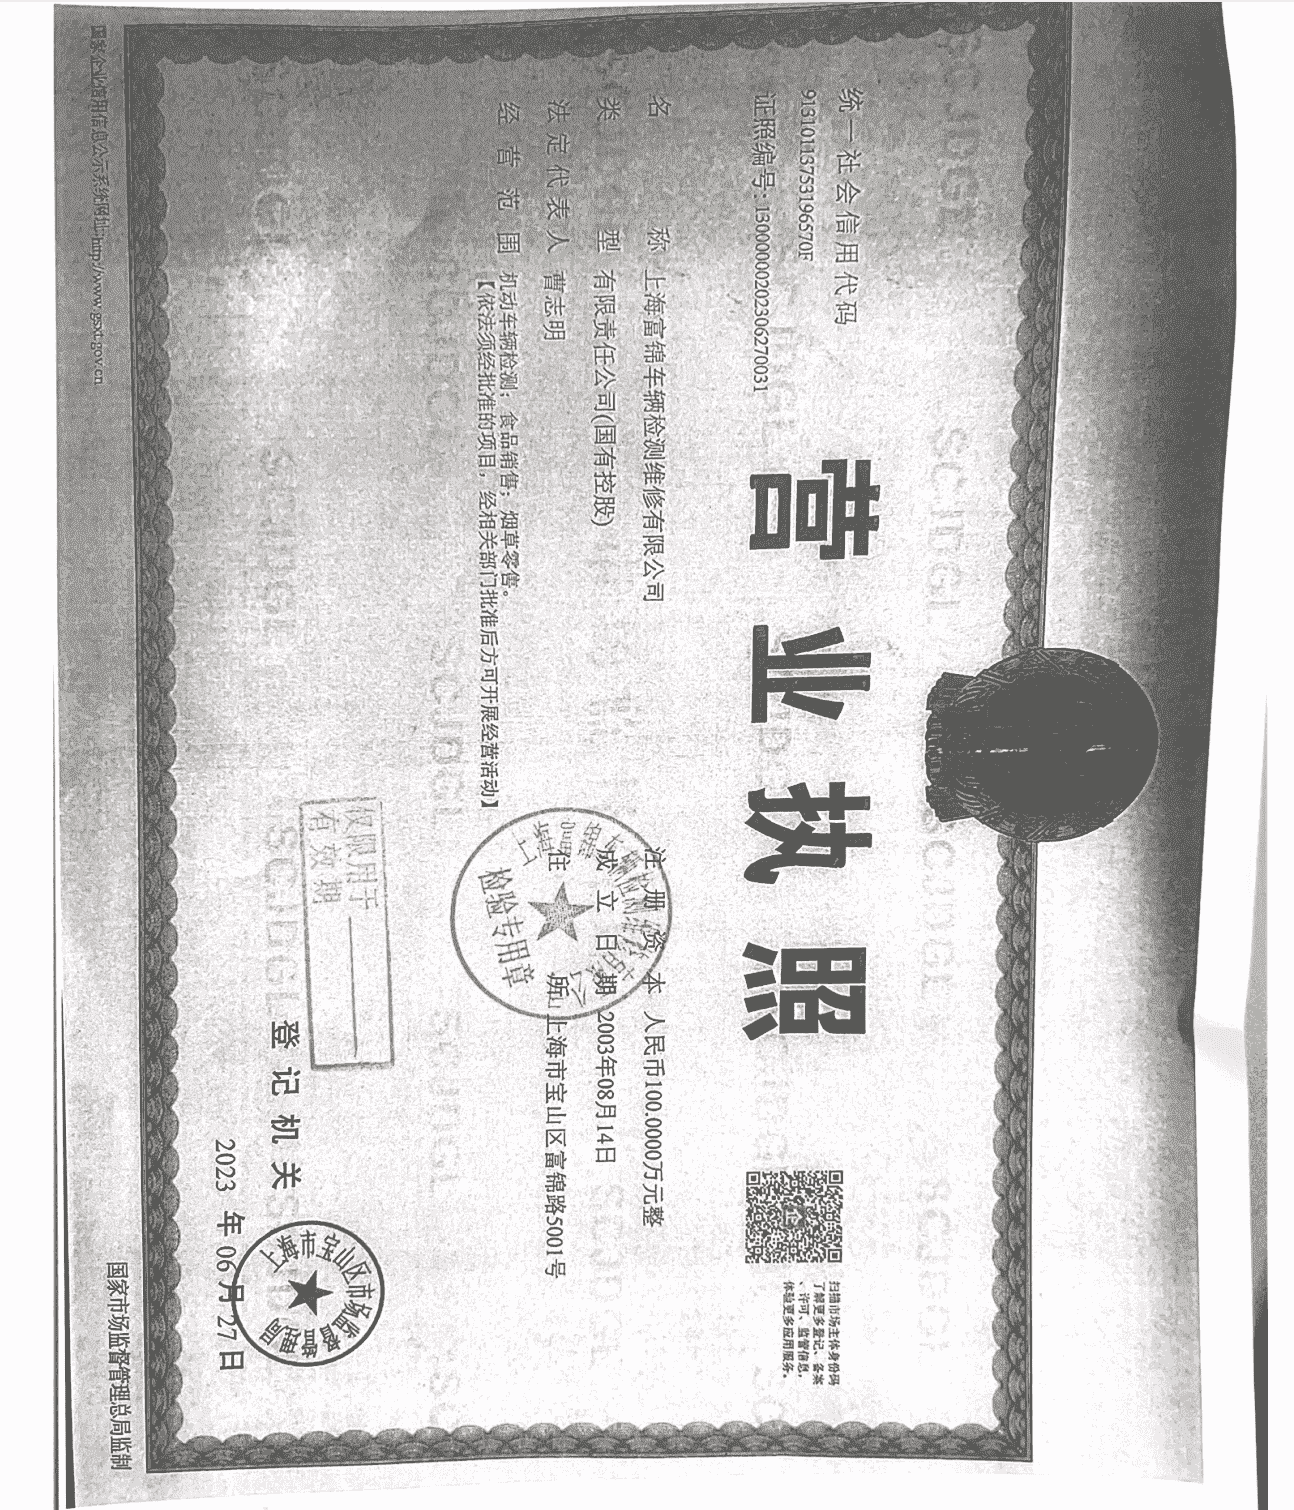 统一社会信用代码
91310113753196570F
证照编号：13000000202306270031
营业执照
扫描市场主体身份码
了解更多登记、备案
、许可、监管信息，
体验更多应用服务。
名 称 上海富锦车辆检测维修有限公司
类 型 有限责任公司(国有控股)
法定代表人 曹志明
经营范围 机动车辆检测；食品销售；烟草零售。
【依法须经批准的项目，经相关部门批准后方可开展经营活动】
注册资本 人民币100.0000万元整
成立日期 2003年08月14日
住所 上海市宝山区富锦路5001号
检验专用章
仅限用于
有效期
登记机关
上海市宝山区市场监督管理局
2023 年 06 月 27 日
国家企业信用信息公示系统网址：http://www.gsxt.gov.cn
国家市场监督管理总局监制